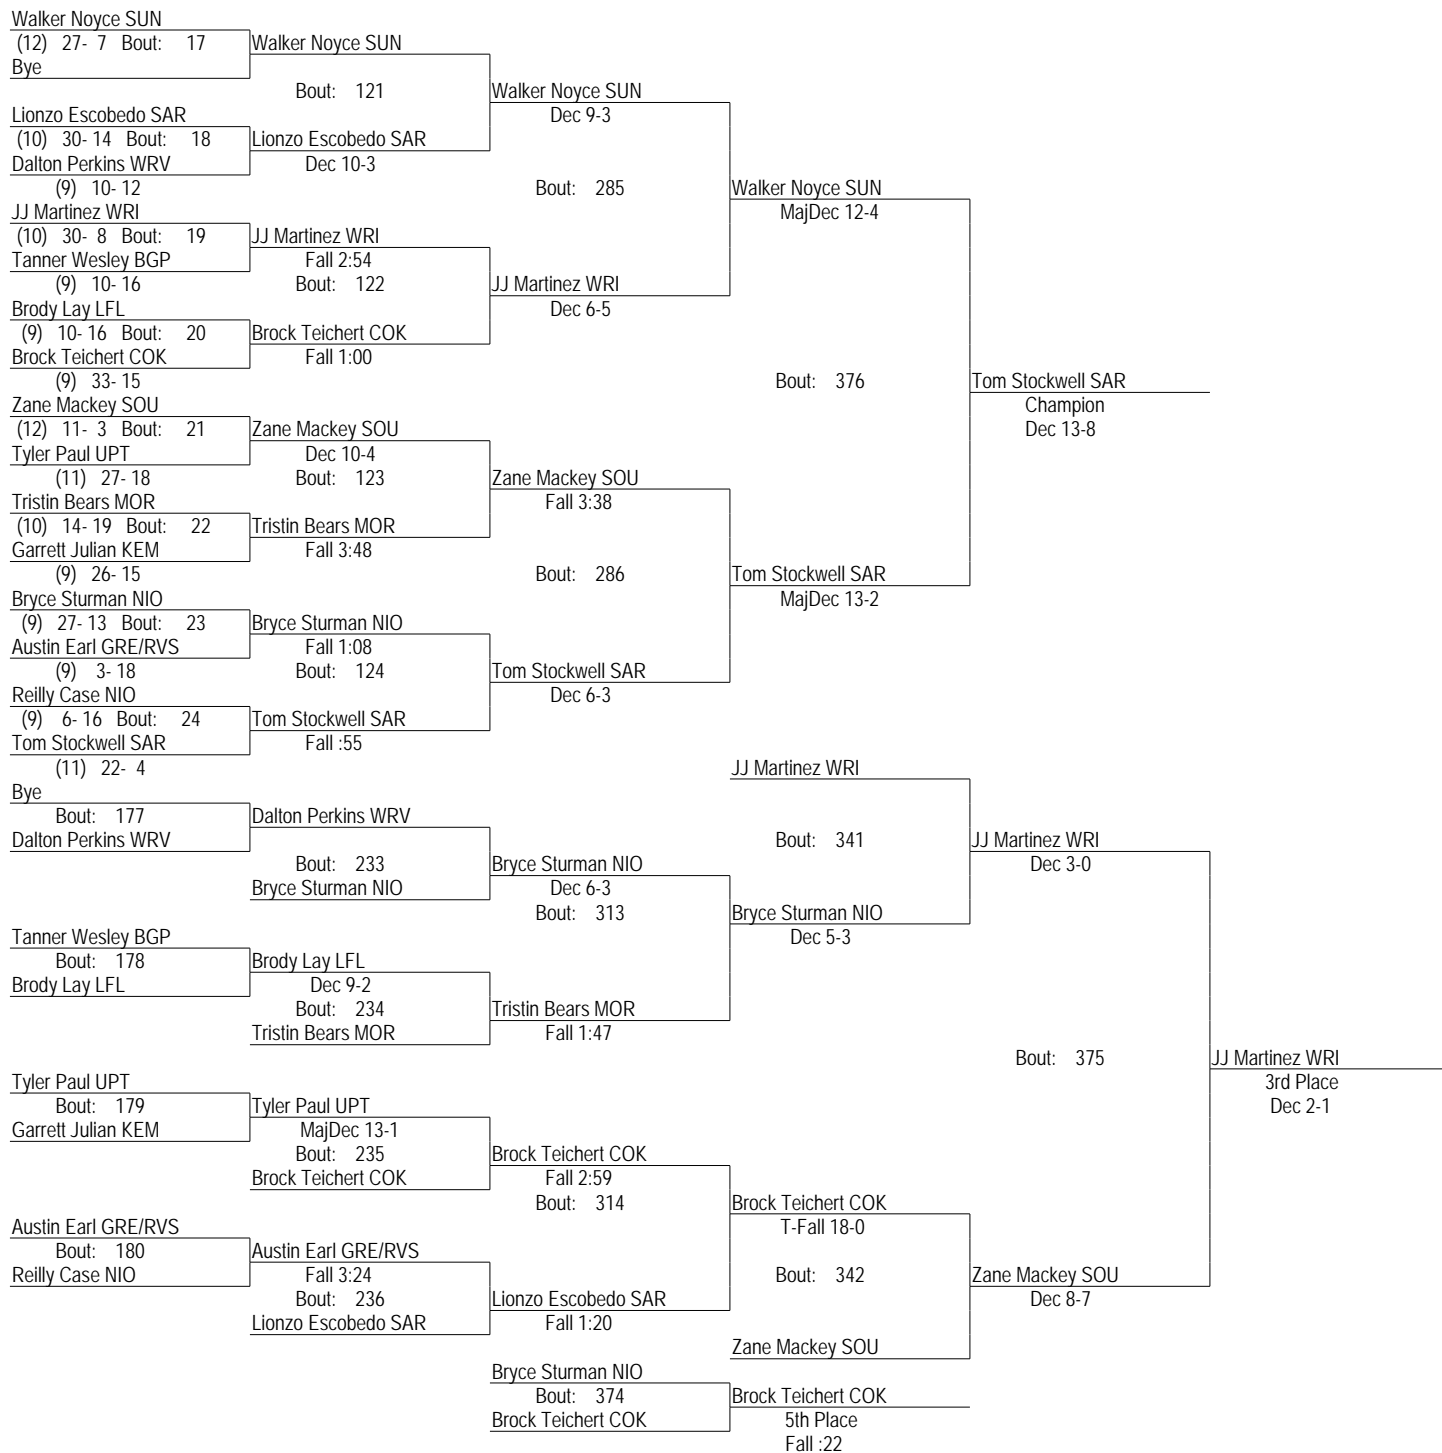 Walker Noyce SUN
(12) 27- 7 Bout: 17 Walker Noyce SUN
Bye
Bout: 121 Walker Noyce SUN
Lionzo Escobedo SAR Dec 9-3
(10) 30- 14 Bout: 18 Lionzo Escobedo SAR
Dalton Perkins WRV Dec 10-3
(9) 10- 12 Bout: 285 Walker Noyce SUN
JJ Martinez WRI MajDec 12-4
(10) 30- 8 Bout: 19 JJ Martinez WRI
Tanner Wesley BGP Fall 2:54
(9) 10- 16 Bout: 122 JJ Martinez WRI
Brody Lay LFL Dec 6-5
(9) 10- 16 Bout: 20 Brock Teichert COK
Brock Teichert COK Fall 1:00
(9) 33- 15 Bout: 376 Tom Stockwell SAR
Zane Mackey SOU Champion
(12) 11- 3 Bout: 21 Zane Mackey SOU Dec 13-8
Tyler Paul UPT Dec 10-4
(11) 27- 18 Bout: 123 Zane Mackey SOU
Tristin Bears MOR Fall 3:38
(10) 14- 19 Bout: 22 Tristin Bears MOR
Garrett Julian KEM Fall 3:48
(9) 26- 15 Bout: 286 Tom Stockwell SAR
Bryce Sturman NIO MajDec 13-2
(9) 27- 13 Bout: 23 Bryce Sturman NIO
Austin Earl GRE/RVS Fall 1:08
(9) 3- 18 Bout: 124 Tom Stockwell SAR
Reilly Case NIO Dec 6-3
(9) 6- 16 Bout: 24 Tom Stockwell SAR
Tom Stockwell SAR Fall :55
(11) 22- 4 JJ Martinez WRI
Bye
Bout: 177 Dalton Perkins WRV
Dalton Perkins WRV Bout: 341 JJ Martinez WRI
Bout: 233 Bryce Sturman NIO Dec 3-0
Bryce Sturman NIO Dec 6-3
Bout: 313 Bryce Sturman NIO
Tanner Wesley BGP Dec 5-3
Bout: 178 Brody Lay LFL
Brody Lay LFL Dec 9-2
Bout: 234 Tristin Bears MOR
Tristin Bears MOR Fall 1:47
Bout: 375 JJ Martinez WRI
Tyler Paul UPT 3rd Place
Bout: 179 Tyler Paul UPT Dec 2-1
Garrett Julian KEM MajDec 13-1
Bout: 235 Brock Teichert COK
Brock Teichert COK Fall 2:59
Bout: 314 Brock Teichert COK
Austin Earl GRE/RVS T-Fall 18-0
Bout: 180 Austin Earl GRE/RVS
Reilly Case NIO Fall 3:24 Bout: 342 Zane Mackey SOU
Bout: 236 Lionzo Escobedo SAR Dec 8-7
Lionzo Escobedo SAR Fall 1:20
Zane Mackey SOU
Bryce Sturman NIO
Bout: 374 Brock Teichert COK
Brock Teichert COK 5th Place
Fall :22